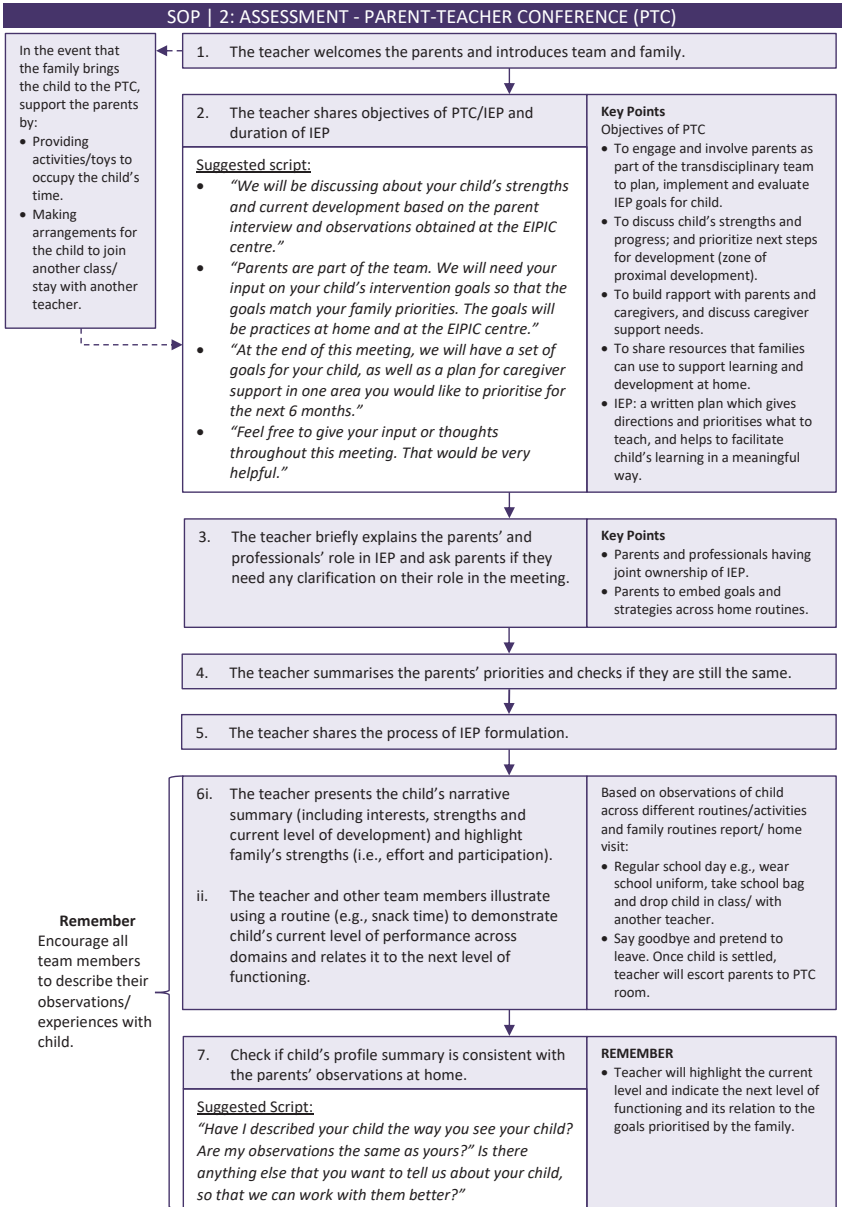 SOP | 2: ASSESSMENT - PARENT-TEACHER CONFERENCE (PTC)
In the event that
the family brings
the child to the PTC,
support the parents
by:
• Providing
activities/toys to
occupy the child's
time.
• Making
arrangements for
the child to join
another class/
stay with another
teacher.
1. The teacher welcomes the parents and introduces team and family.
2. The teacher shares objectives of PTC/IEP and
duration of IEP
Suggested script:
• “We will be discussing about your child's strengths
and current development based on the parent
interview and observations obtained at the EIPIC
centre.”
• “Parents are part of the team. We will need your
input on your child's intervention goals so that the
goals match your family priorities. The goals will
be practices at home and at the EIPIC centre.”
• “At the end of this meeting, we will have a set of
goals for your child, as well as a plan for caregiver
support in one area you would like to prioritise for
the next 6 months.”
• “Feel free to give your input or thoughts
throughout this meeting. That would be very
helpful.”
Key Points
Objectives of PTC
• To engage and involve parents as
part of the transdisciplinary team
to plan, implement and evaluate
IEP goals for child.
• To discuss child's strengths and
progress; and prioritize next steps
for development (zone of
proximal development).
• To build rapport with parents and
caregivers, and discuss caregiver
support needs.
• To share resources that families
can use to support learning and
development at home.
• IEP: a written plan which gives
directions and prioritises what to
teach, and helps to facilitate
child's learning in a meaningful
way.
3. The teacher briefly explains the parents' and
professionals' role in IEP and ask parents if they
need any clarification on their role in the meeting.
Key Points
• Parents and professionals having
joint ownership of IEP.
• Parents to embed goals and
strategies across home routines.
4. The teacher summarises the parents' priorities and checks if they are still the same.
5. The teacher shares the process of IEP formulation.
Remember
Encourage all
team members
to describe their
observations/
experiences with
child.
6i. The teacher presents the child's narrative
summary (including interests, strengths and
current level of development) and highlight
family's strengths (i.e., effort and participation).
ii. The teacher and other team members illustrate
using a routine (e.g., snack time) to demonstrate
child's current level of performance across
domains and relates it to the next level of
functioning.
Based on observations of child
across different routines/activities
and family routines report/ home
visit:
• Regular school day e.g., wear
school uniform, take school bag
and drop child in class/ with
another teacher.
• Say goodbye and pretend to
leave. Once child is settled,
teacher will escort parents to PTC
room.
7. Check if child's profile summary is consistent with
the parents' observations at home.
Suggested Script:
“Have I described your child the way you see your child?
Are my observations the same as yours?” Is there
anything else that you want to tell us about your child,
so that we can work with them better?”
REMEMBER
• Teacher will highlight the current
level and indicate the next level of
functioning and its relation to the
goals prioritised by the family.